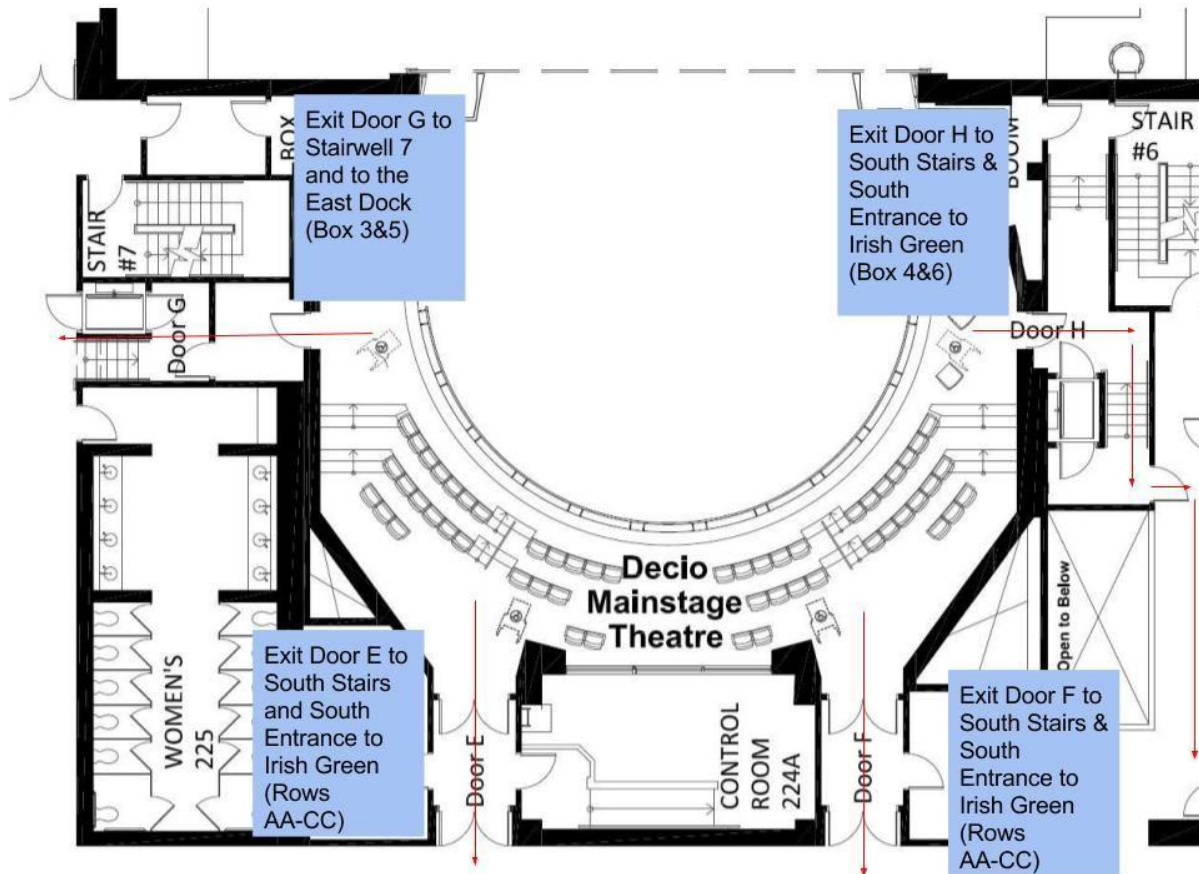 Exit Door G to
Stairwell 7
and to the
East Dock
(Box 3&5)
BOX
Exit Door H to
South Stairs &
South
Entrance to
Irish Green
(Box 4&6)
STAIR
#6
STAIR
#7
Door G
Door H
Decio
Mainstage
Theatre
Open to Below
Exit Door E to
South Stairs
and South
Entrance to
Irish Green
(Rows
AA-CC)
WOMEN'S
225
Door E
CONTROL
ROOM
224A
Door F
Exit Door F to
South Stairs &
South
Entrance to
Irish Green
(Rows
AA-CC)